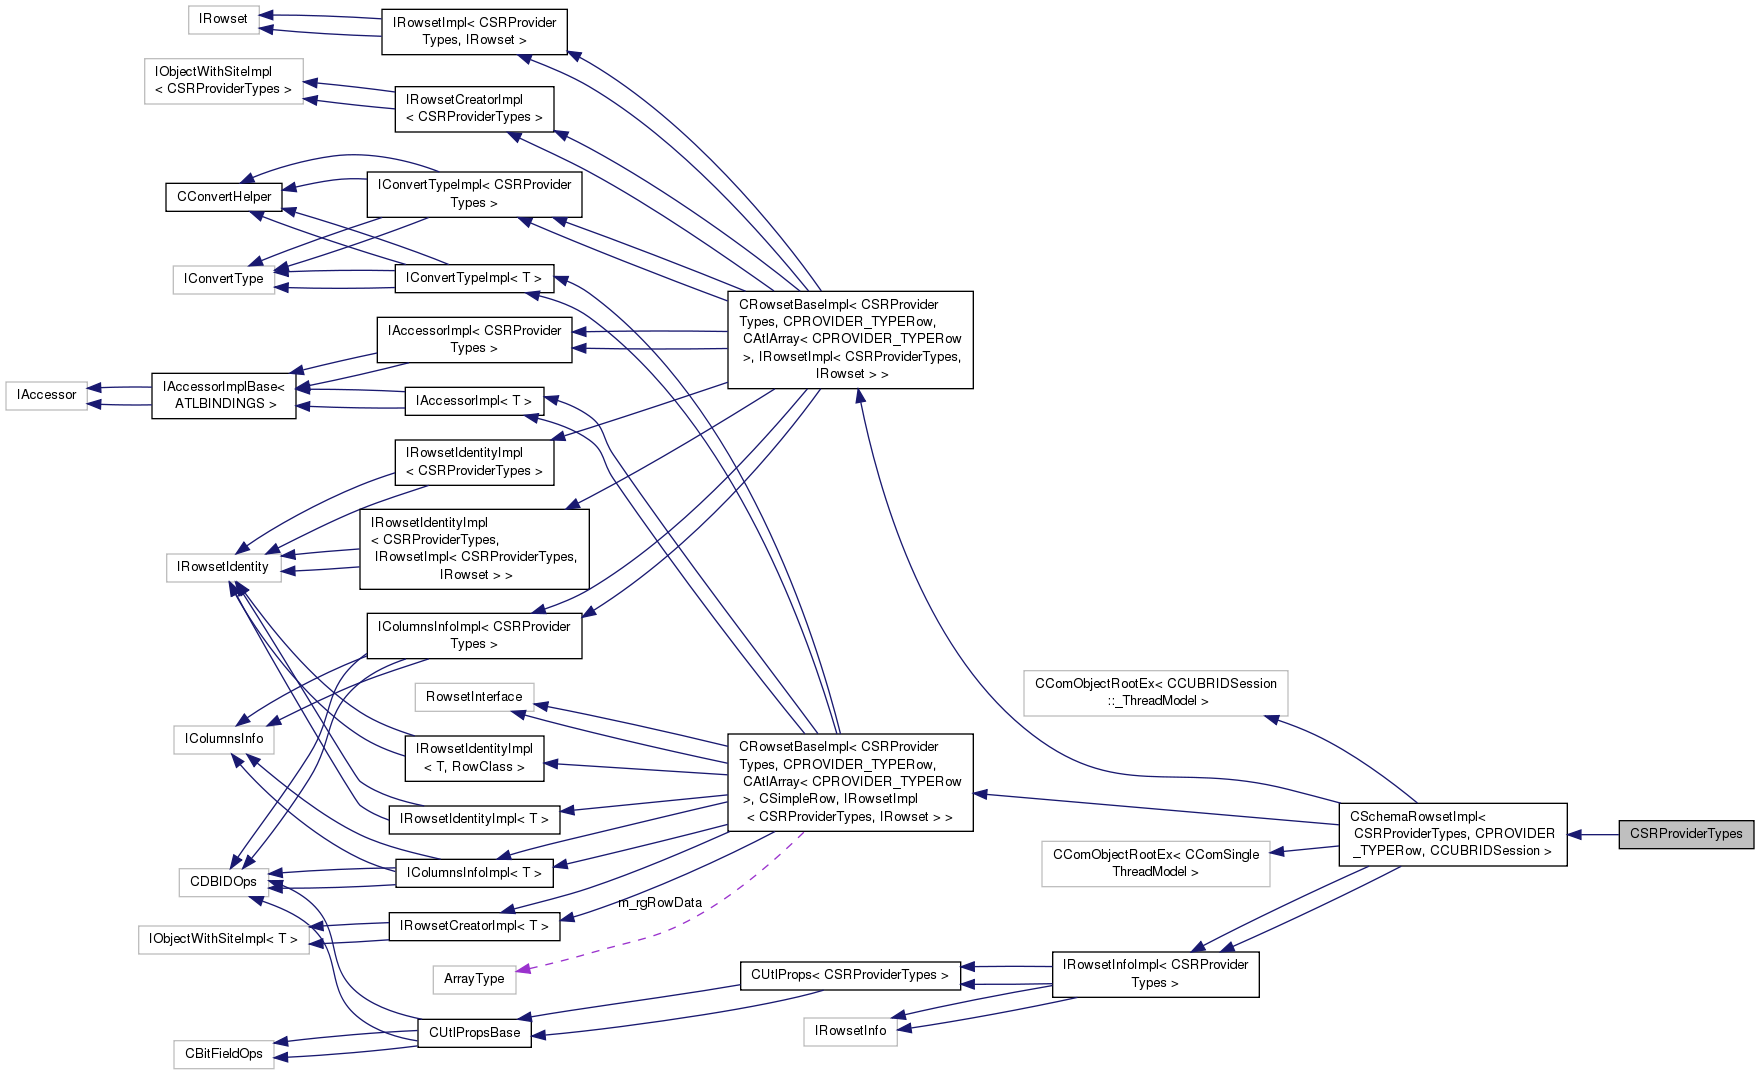 IRowset
IRowsetImpl< CSRProvider
Types, IRowset >
IObjectWithSiteImpl
< CSRProviderTypes >
IRowsetCreatorImpl
< CSRProviderTypes >
CConvertHelper
IConvertTypeImpl< CSRProvider
Types >
IConvertType
IConvertTypeImpl< T >
CRowsetBaseImpl< CSRProvider
Types, CPROVIDER_TYPERow,
CAtlArray< CPROVIDER_TYPERow
>, IRowsetImpl< CSRProviderTypes,
IRowset > >
IAccessorImpl< CSRProvider
Types >
IAccessor
IAccessorImplBase<
ATLBINDINGS >
IAccessorImpl< T >
IRowsetIdentityImpl
< CSRProviderTypes >
IRowsetIdentityImpl
< CSRProviderTypes,
IRowsetImpl< CSRProviderTypes,
IRowset > >
IRowsetIdentity
IColumnsInfoImpl< CSRProvider
Types >
RowsetInterface
CComObjectRootEx< CCUBRIDSession
::_ThreadModel >
IColumnsInfo
IRowsetIdentityImpl
< T, RowClass >
CRowsetBaseImpl< CSRProvider
Types, CPROVIDER_TYPERow,
CAtlArray< CPROVIDER_TYPERow
>, CSimpleRow, IRowsetImpl
< CSRProviderTypes, IRowset > >
IRowsetIdentityImpl< T >
CSchemaRowsetImpl<
CSRProviderTypes, CPROVIDER
_TYPERow, CCUBRIDSession >
CSRProviderTypes
CComObjectRootEx< CComSingle
ThreadModel >
CDBIDOps
IColumnsInfoImpl< T >
m_rgRowData
IObjectWithSiteImpl< T >
IRowsetCreatorImpl< T >
ArrayType
CUtlProps< CSRProviderTypes >
IRowsetInfoImpl< CSRProvider
Types >
IRowsetInfo
CUtlPropsBase
CBitFieldOps